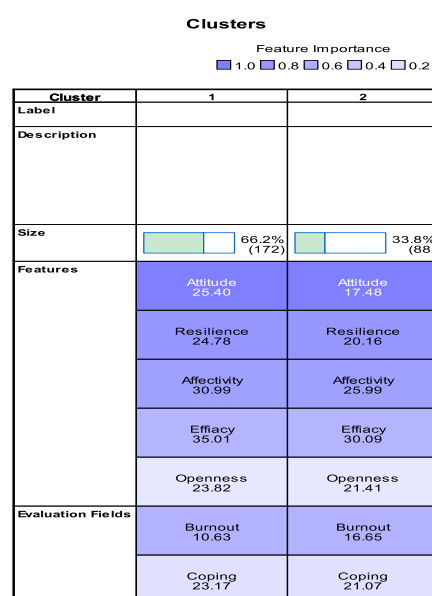 Clusters
Feature Importance
1.0 0.8 0.6 0.4 0.2
Cluster 1 2
Label
Description
Size 66.2% 33.8%
(172) (88
Features Attitude Attitude
25.40 17.48
Resilience Resilience
24.78 20.16
Affectivity Affectivity
30.99 25.99
Effiacy Effiacy
35.01 30.09
Openness Openness
23.82 21.41
Evaluation Fields Burnout Burnout
10.63 16.65
Coping Coping
23.17 21.07